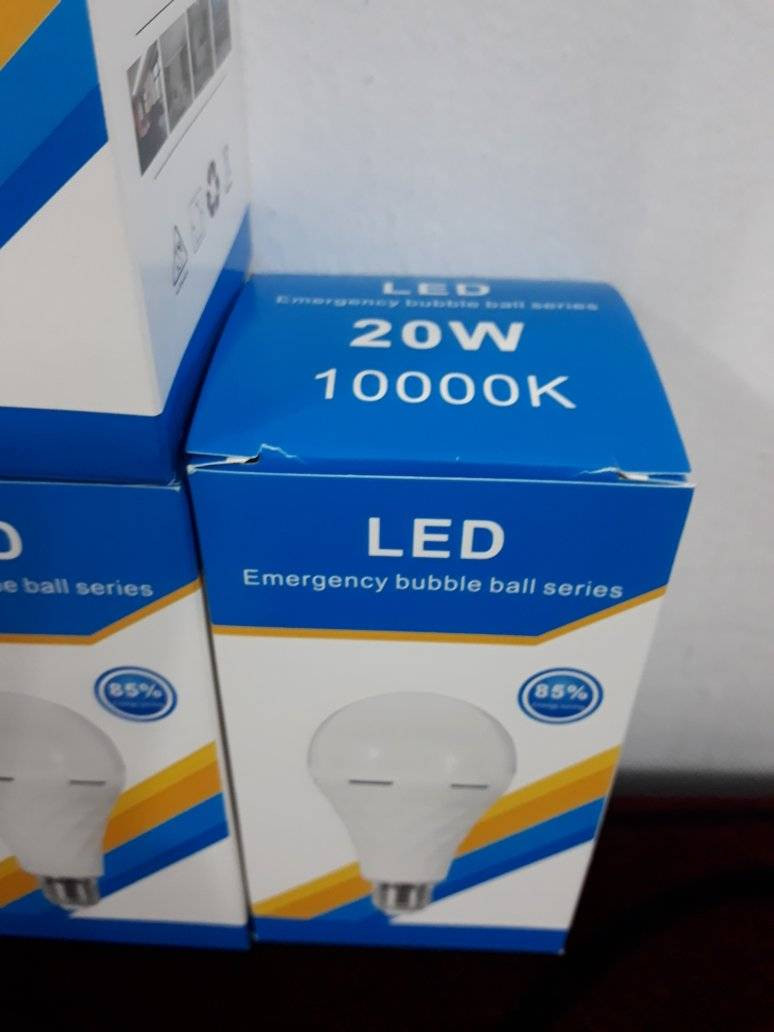 LED
Emergency bubble ball series
20W
10000K
LED
Emergency bubble ball series
85%
ball series
85%